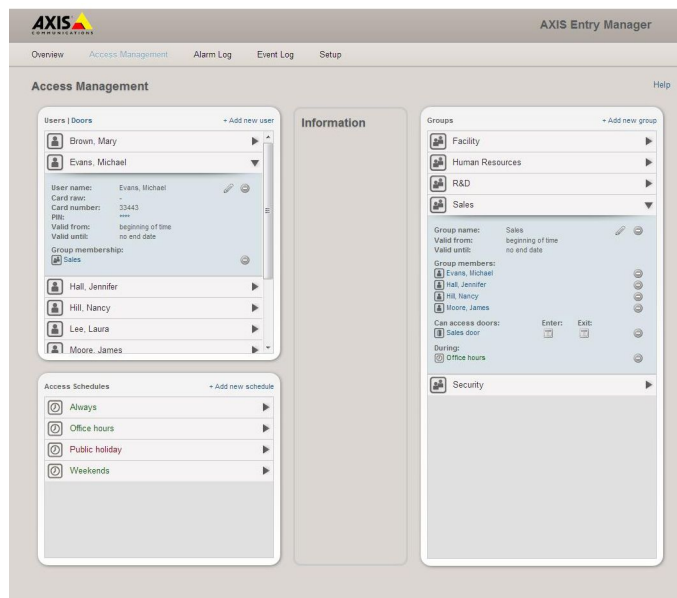 AXIS
COMMUNICATIONS
AXIS Entry Manager
Overview Access Management Alarm Log Event Log Setup
Access Management
Help
Users | Doors + Add new user
Brown, Mary
Evans, Michael
User name: Evans, Michael
Card raw: -
Card number: 33443
PIN: ****
Valid from: beginning of time
Valid until: no end date
Group membership:
Sales
Hall, Jennifer
Hill, Nancy
Lee, Laura
Moore, James
Access Schedules + Add new schedule
Always
Office hours
Public holiday
Weekends
Information
Groups + Add new group
Facility
Human Resources
R&D
Sales
Group name: Sales
Valid from: beginning of time
Valid until: no end date
Group members:
Evans, Michael
Hall, Jennifer
Hill, Nancy
Moore, James
Can access doors: Enter: Exit:
Sales door
During:
Office hours
Security